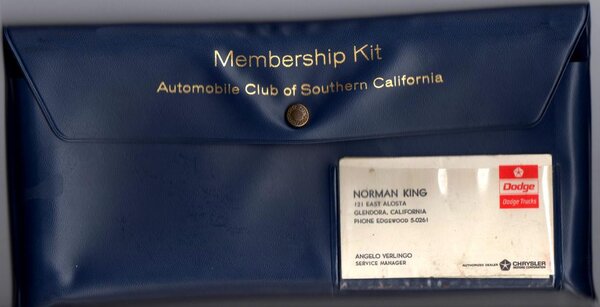 Membership Kit
Automobile Club of Southern California
NORMAN KING
121 EAST ALOSTA
GLENDORA, CALIFORNIA
PHONE EDGEWOOD 5-0261
Dodge
Dodge Trucks
ANGELO VERLINGO
SERVICE MANAGER
AUTHORIZED DEALER CHRYSLER
MOTORS CORPORATION